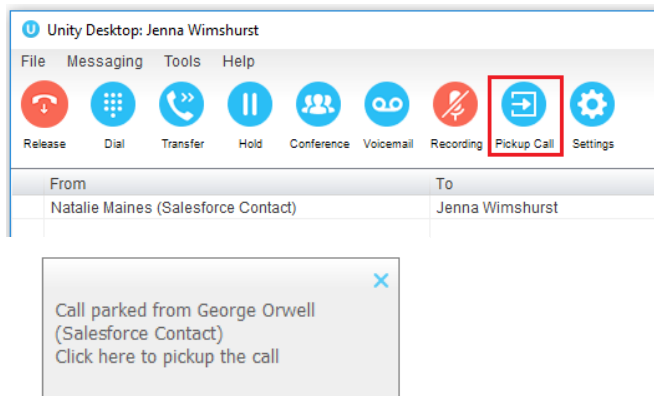 U Unity Desktop: Jenna Wimshurst
File Messaging Tools Help
Release Dial Transfer Hold Conference Voicemail Recording Pickup Call Settings
From To
Natalie Maines (Salesforce Contact) Jenna Wimshurst
Call parked from George Orwell
(Salesforce Contact)
Click here to pickup the call